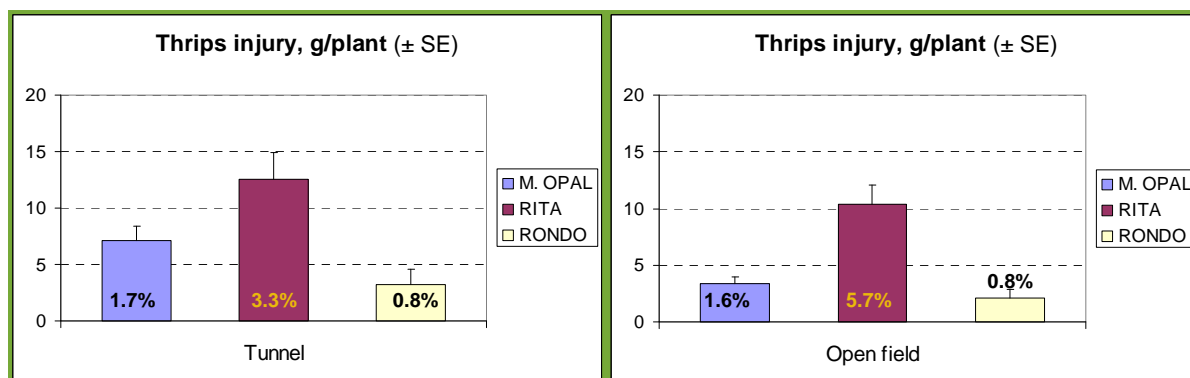 Thrips injury, g/plant (± SE)
20
15
10
5
0
1.7%
3.3%
0.8%
Tunnel
M. OPAL
RITA
RONDO
Thrips injury, g/plant (± SE)
20
15
10
5
0
1.6%
5.7%
0.8%
Open field
M. OPAL
RITA
RONDO